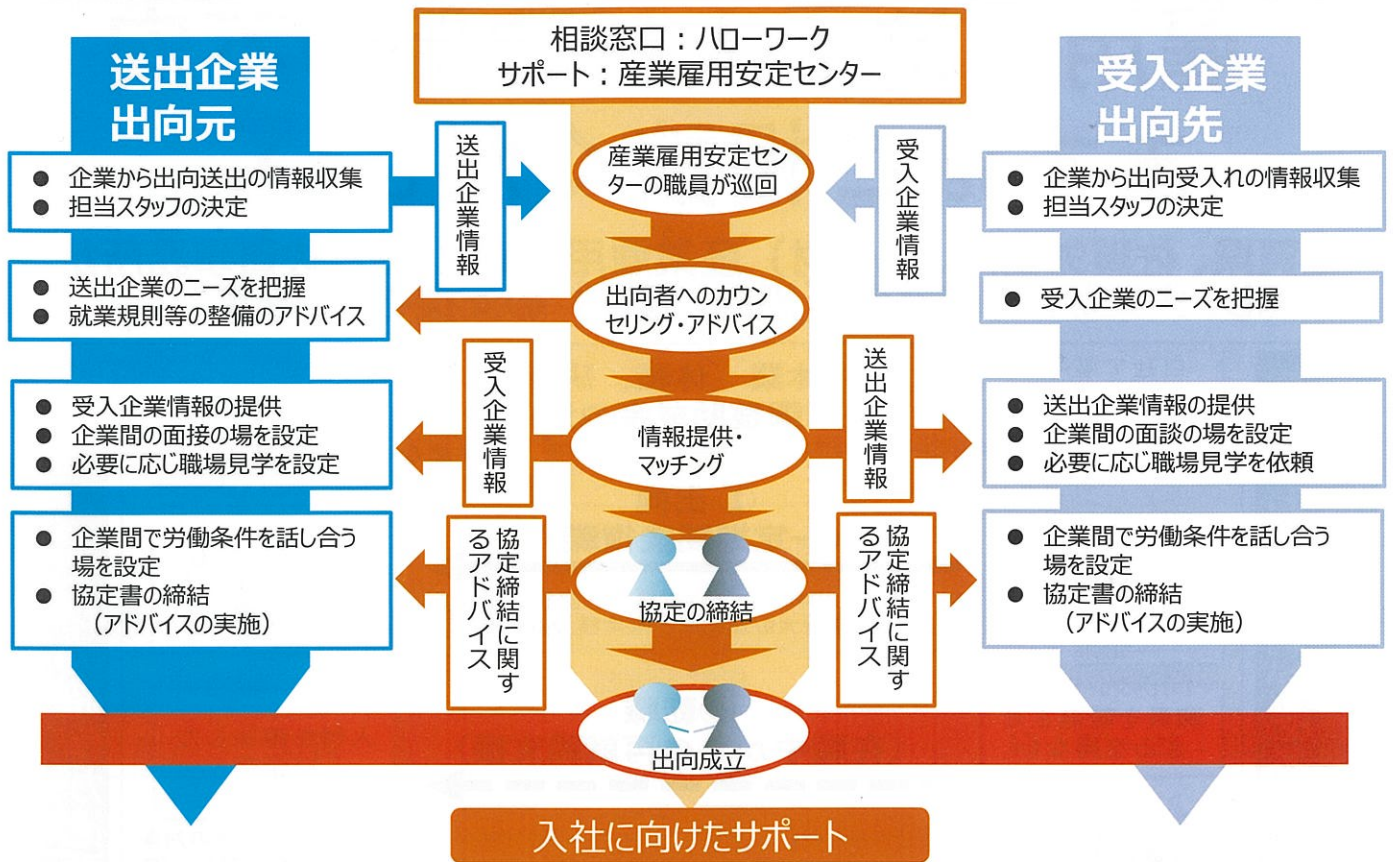 相談窓口：ハローワーク
サポート：産業雇用安定センター
送出企業
出向元
受入企業
出向先
● 企業から出向送出の情報収集
● 担当スタッフの決定
送出企業情報
産業雇用安定セン
ターの職員が巡回
受入企業情報
● 企業から出向受入れの情報収集
● 担当スタッフの決定
● 送出企業のニーズを把握
● 就業規則等の整備のアドバイス
出向者へのカウン
セリング・アドバイス
● 受入企業のニーズを把握
● 受入企業情報の提供
● 企業間の面接の場を設定
● 必要に応じ職場見学を設定
受入企業情報
情報提供・
マッチング
送出企業情報
● 送出企業情報の提供
● 企業間の面談の場を設定
● 必要に応じ職場見学を依頼
● 企業間で労働条件を話し合う
場を設定
● 協定書の締結
（アドバイスの実施）
協定締結に関す
るアドバイス
協定の締結
協定締結に関す
るアドバイス
● 企業間で労働条件を話し合う
場を設定
● 協定書の締結
（アドバイスの実施）
出向成立
入社に向けたサポート